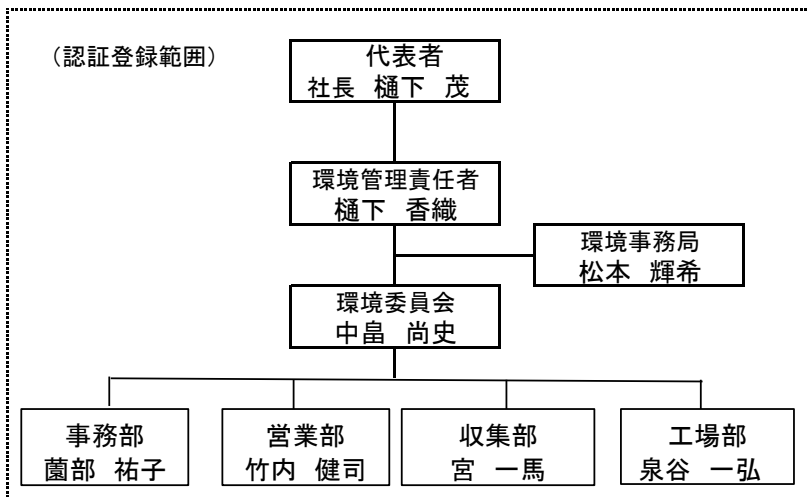 （認証登録範囲）
代表者
社長 樋下 茂
環境管理責任者
樋下 香織
環境事務局
松本 輝希
環境委員会
中畠 尚史
事務部
薗部 祐子
営業部
竹内 健司
収集部
宮 一馬
工場部
泉谷 一弘